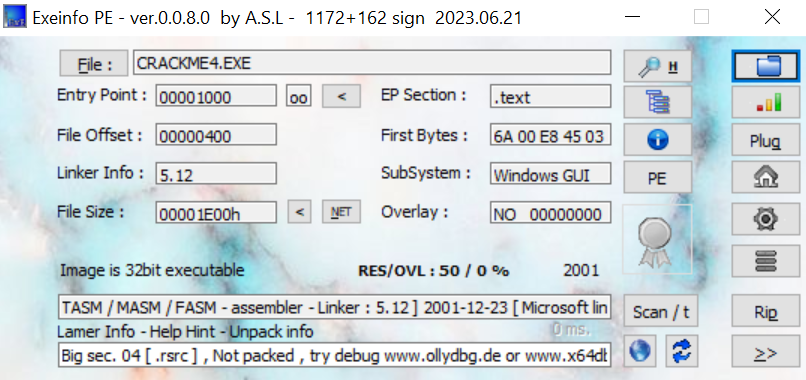 Exeinfo PE - ver.0.0.8.0 by A.S.L - 1172+162 sign 2023.06.21
File : CRACKME4.EXE H
Entry Point : 00001000 oo < EP Section : .text
File Offset : 00000400 First Bytes : 6A 00 E8 45 03 Plug
Linker Info : 5.12 SubSystem : Windows GUI PE
File Size : 00001E00h < NET Overlay : NO 00000000
Image is 32bit executable RES/OVL : 50 / 0 % 2001
TASM / MASM / FASM - assembler - Linker : 5.12 ] 2001-12-23 [ Microsoft lin Scan / t Rip
Lamer Info - Help Hint - Unpack info 0 ms.
Big sec. 04 [ .rsrc ] , Not packed , try debug www.ollydbg.de or www.x64db >>